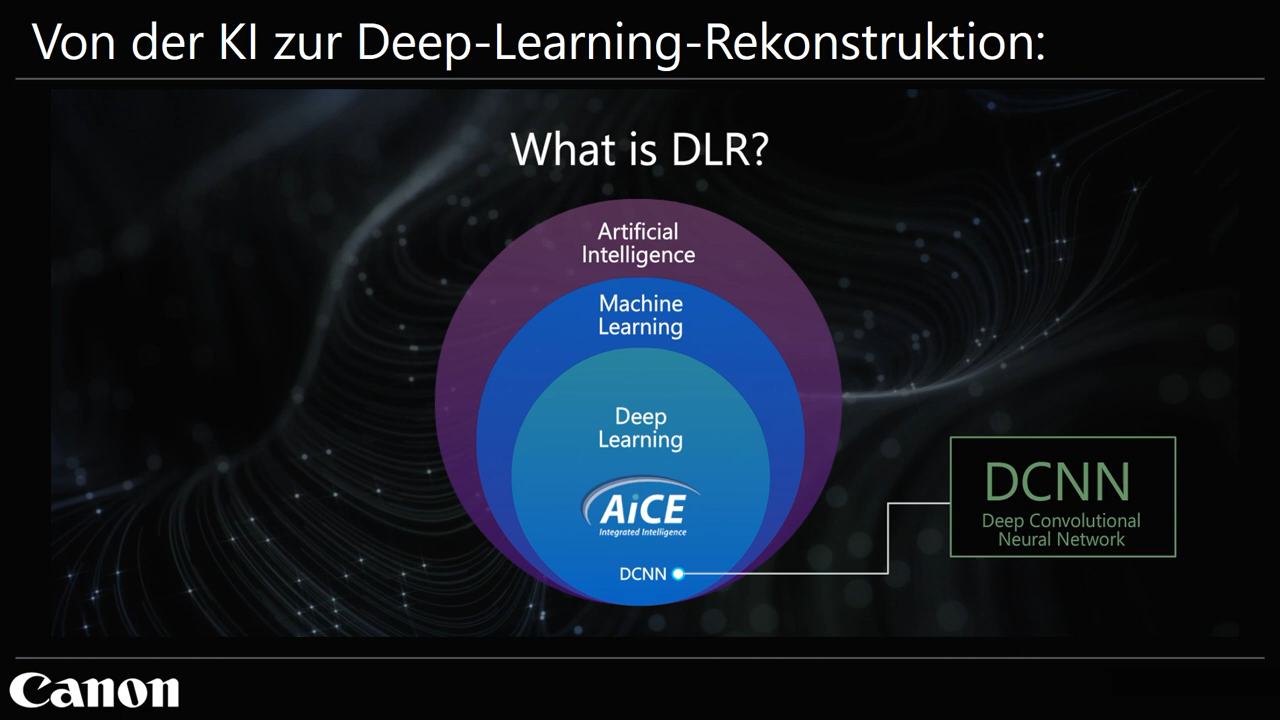 Von der KI zur Deep-Learning-Rekonstruktion:
What is DLR?
Artificial
Intelligence
Machine
Learning
Deep
Learning
AiCE
Integrated Intelligence
DCNN
DCNN
Deep Convolutional
Neural Network
Canon